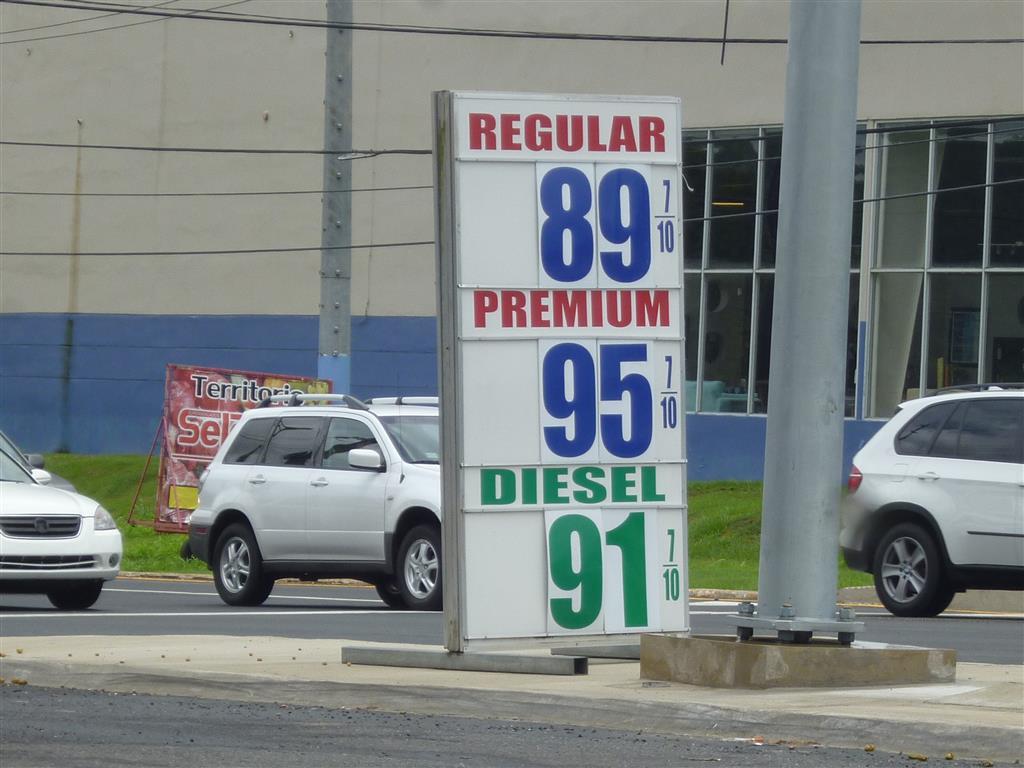 REGULAR
89 7/10
PREMIUM
95 7/10
DIESEL
91 7/10